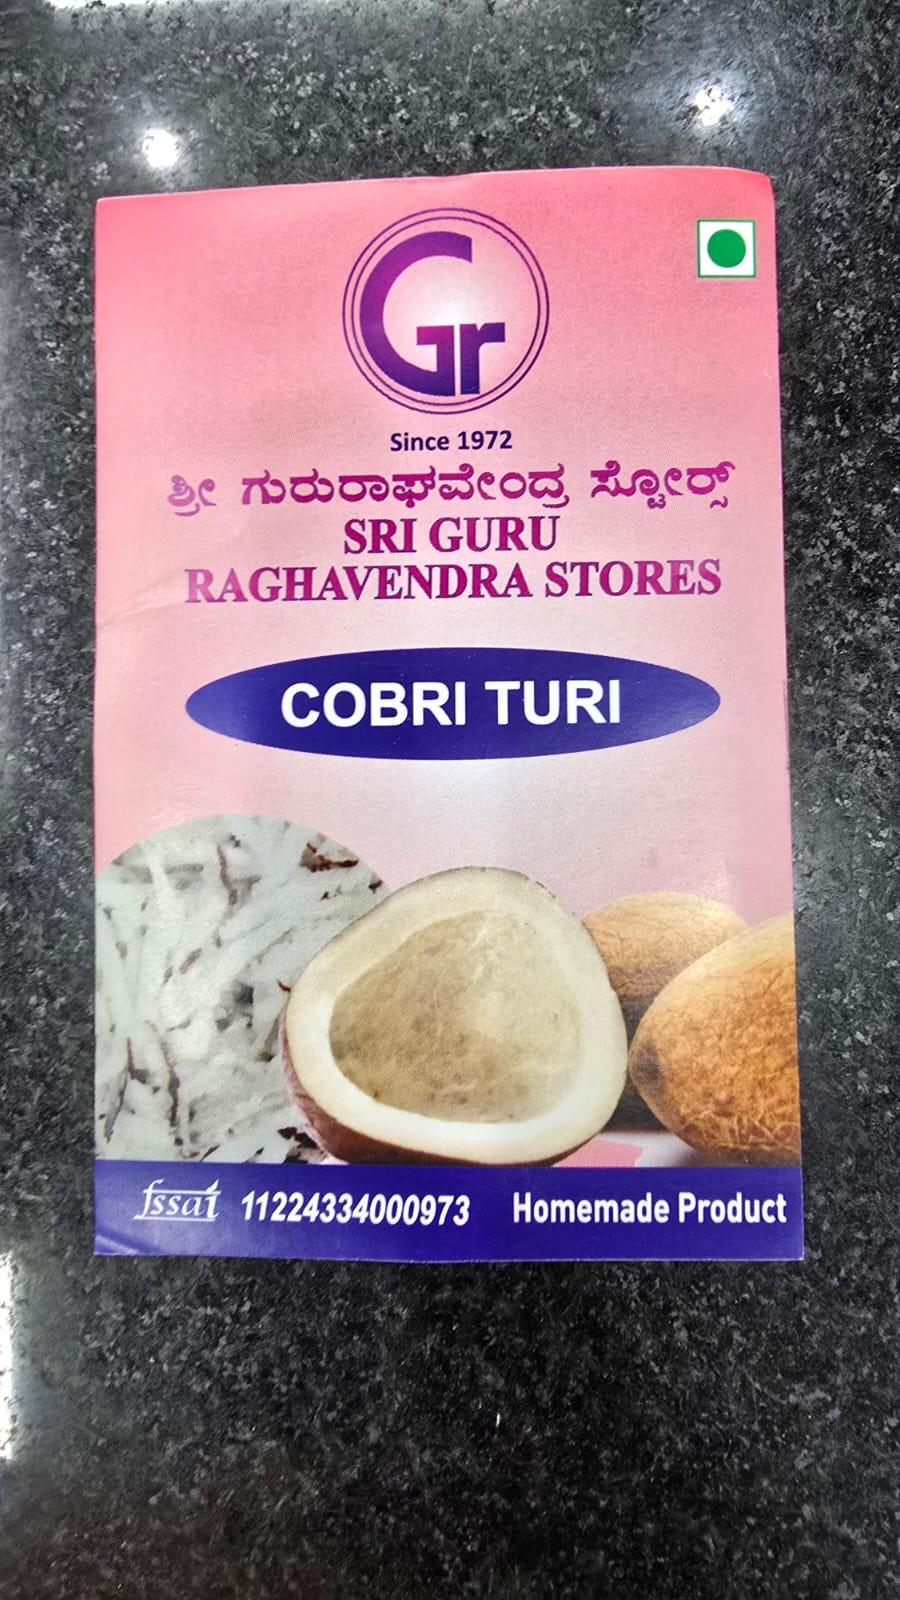 Gr
Since 1972
ಶ್ರೀ ಗುರುರಾಘವೇಂದ್ರ ಸ್ಟೋರ್ಸ್
SRI GURU
RAGHAVENDRA STORES
COBRI TURI
fssai 11224334000973 Homemade Product